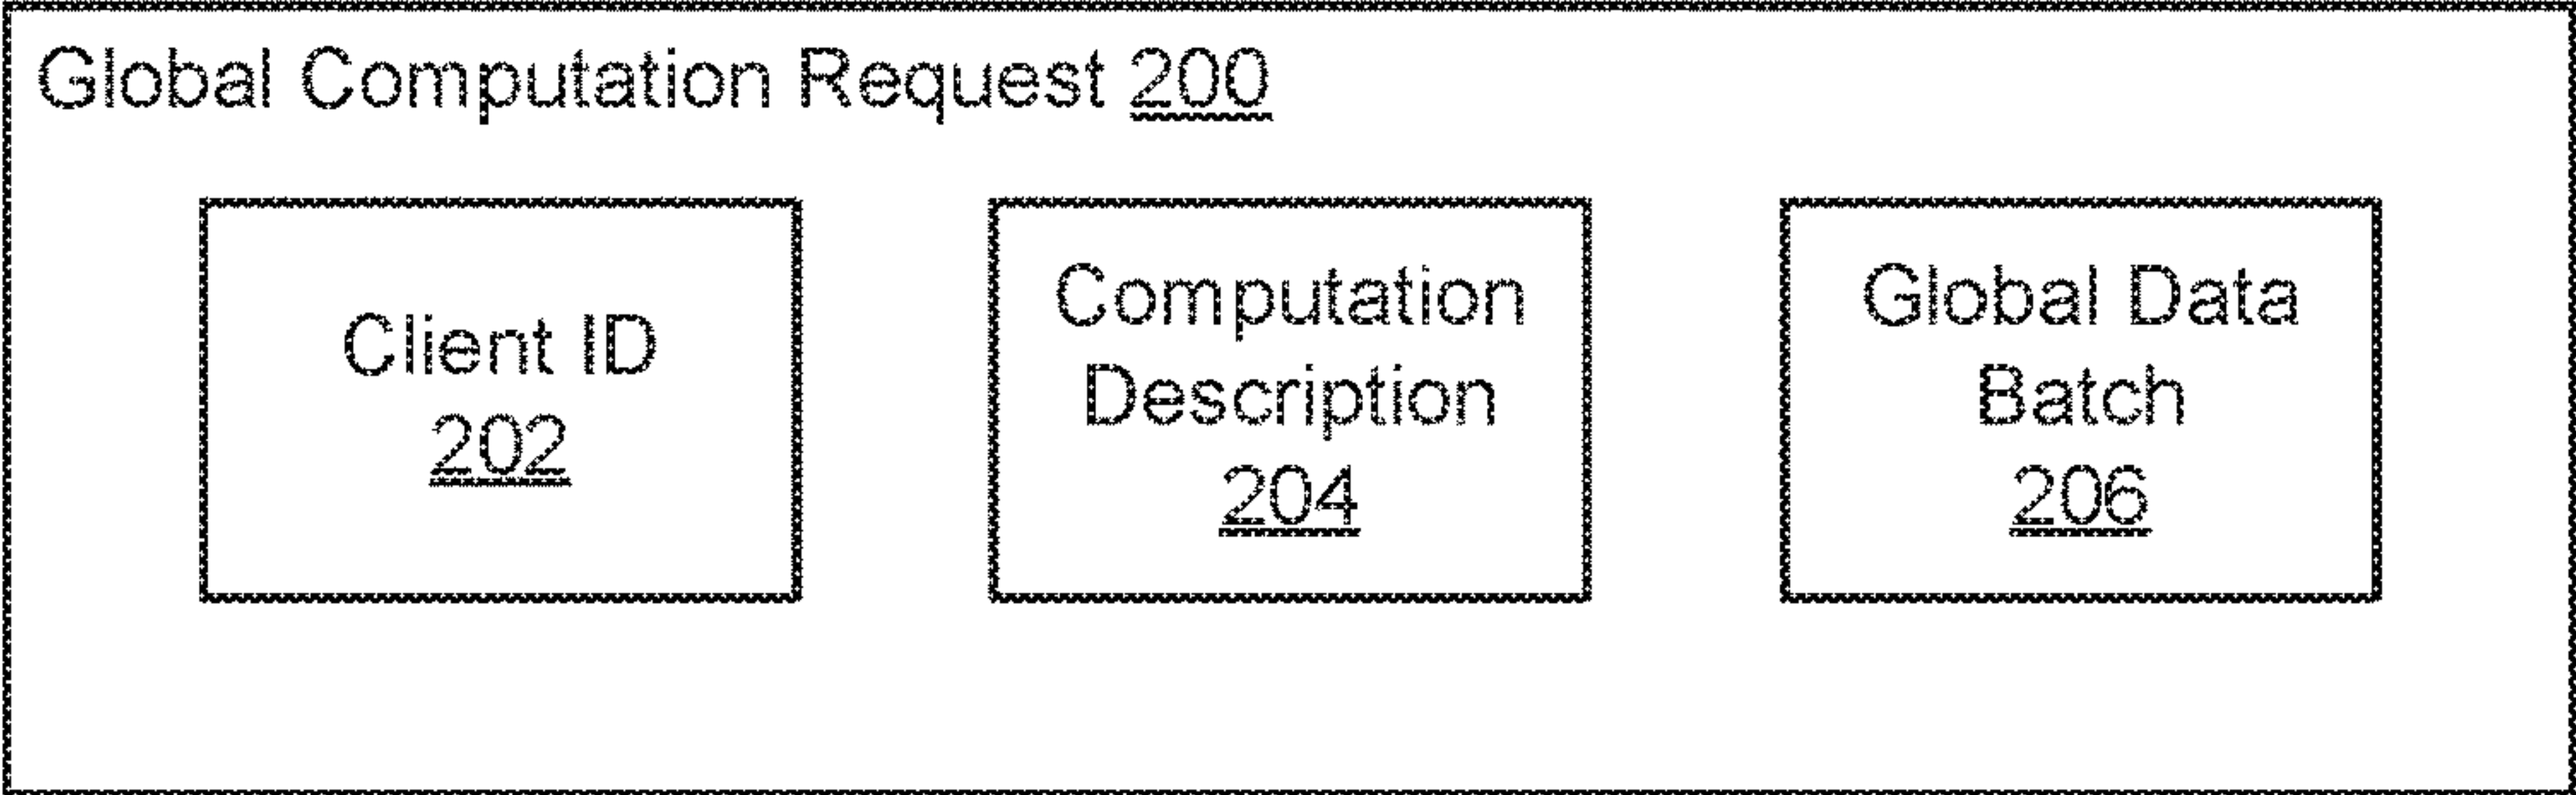 Global Computation Request 200
Client ID
202
Computation
Description
204
Global Data
Batch
206